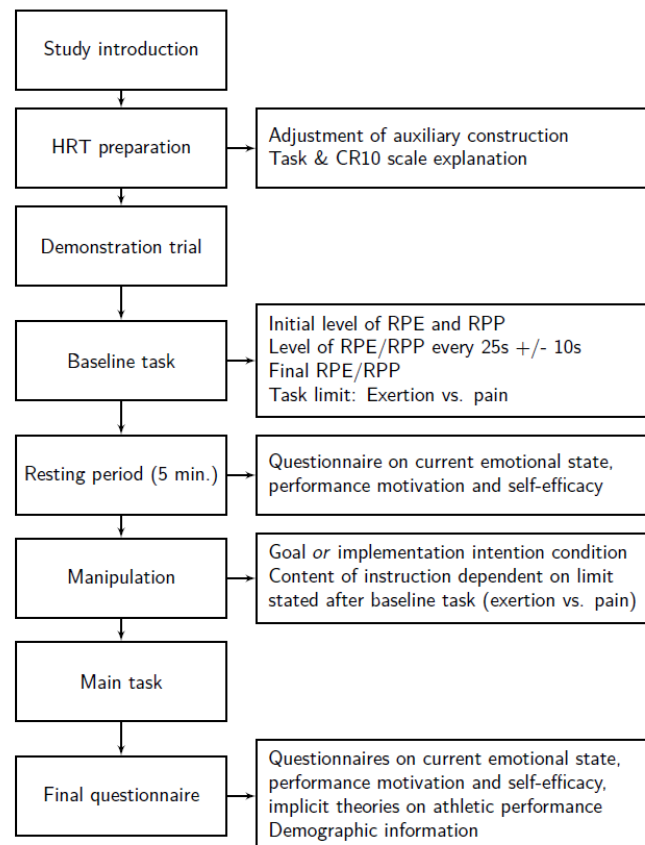 Study introduction
HRT preparation
Adjustment of auxiliary construction
Task & CR10 scale explanation
Demonstration trial
Baseline task
Initial level of RPE and RPP
Level of RPE/RPP every 25s +/- 10s
Final RPE/RPP
Task limit: Exertion vs. pain
Resting period (5 min.)
Questionnaire on current emotional state,
performance motivation and self-efficacy
Manipulation
Goal or implementation intention condition
Content of instruction dependent on limit
stated after baseline task (exertion vs. pain)
Main task
Final questionnaire
Questionnaires on current emotional state,
performance motivation and self-efficacy,
implicit theories on athletic performance
Demographic information